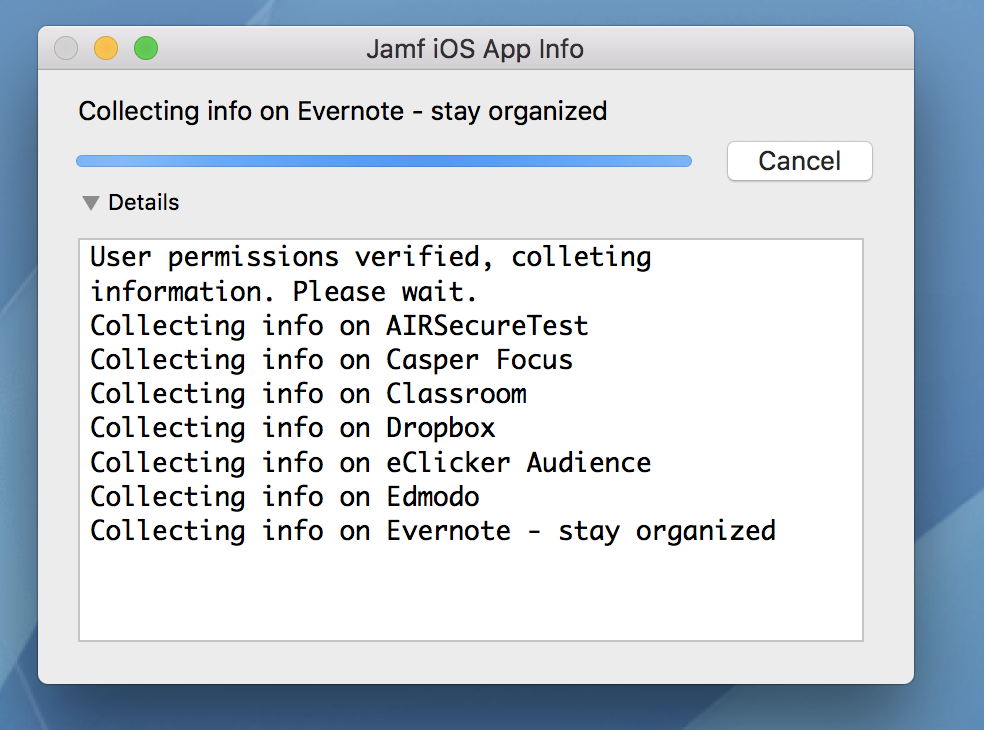 Jamf iOS App Info
Collecting info on Evernote - stay organized
Cancel
Details
User permissions verified, colleting
information. Please wait.
Collecting info on AIRSecureTest
Collecting info on Casper Focus
Collecting info on Classroom
Collecting info on Dropbox
Collecting info on eClicker Audience
Collecting info on Edmodo
Collecting info on Evernote - stay organized